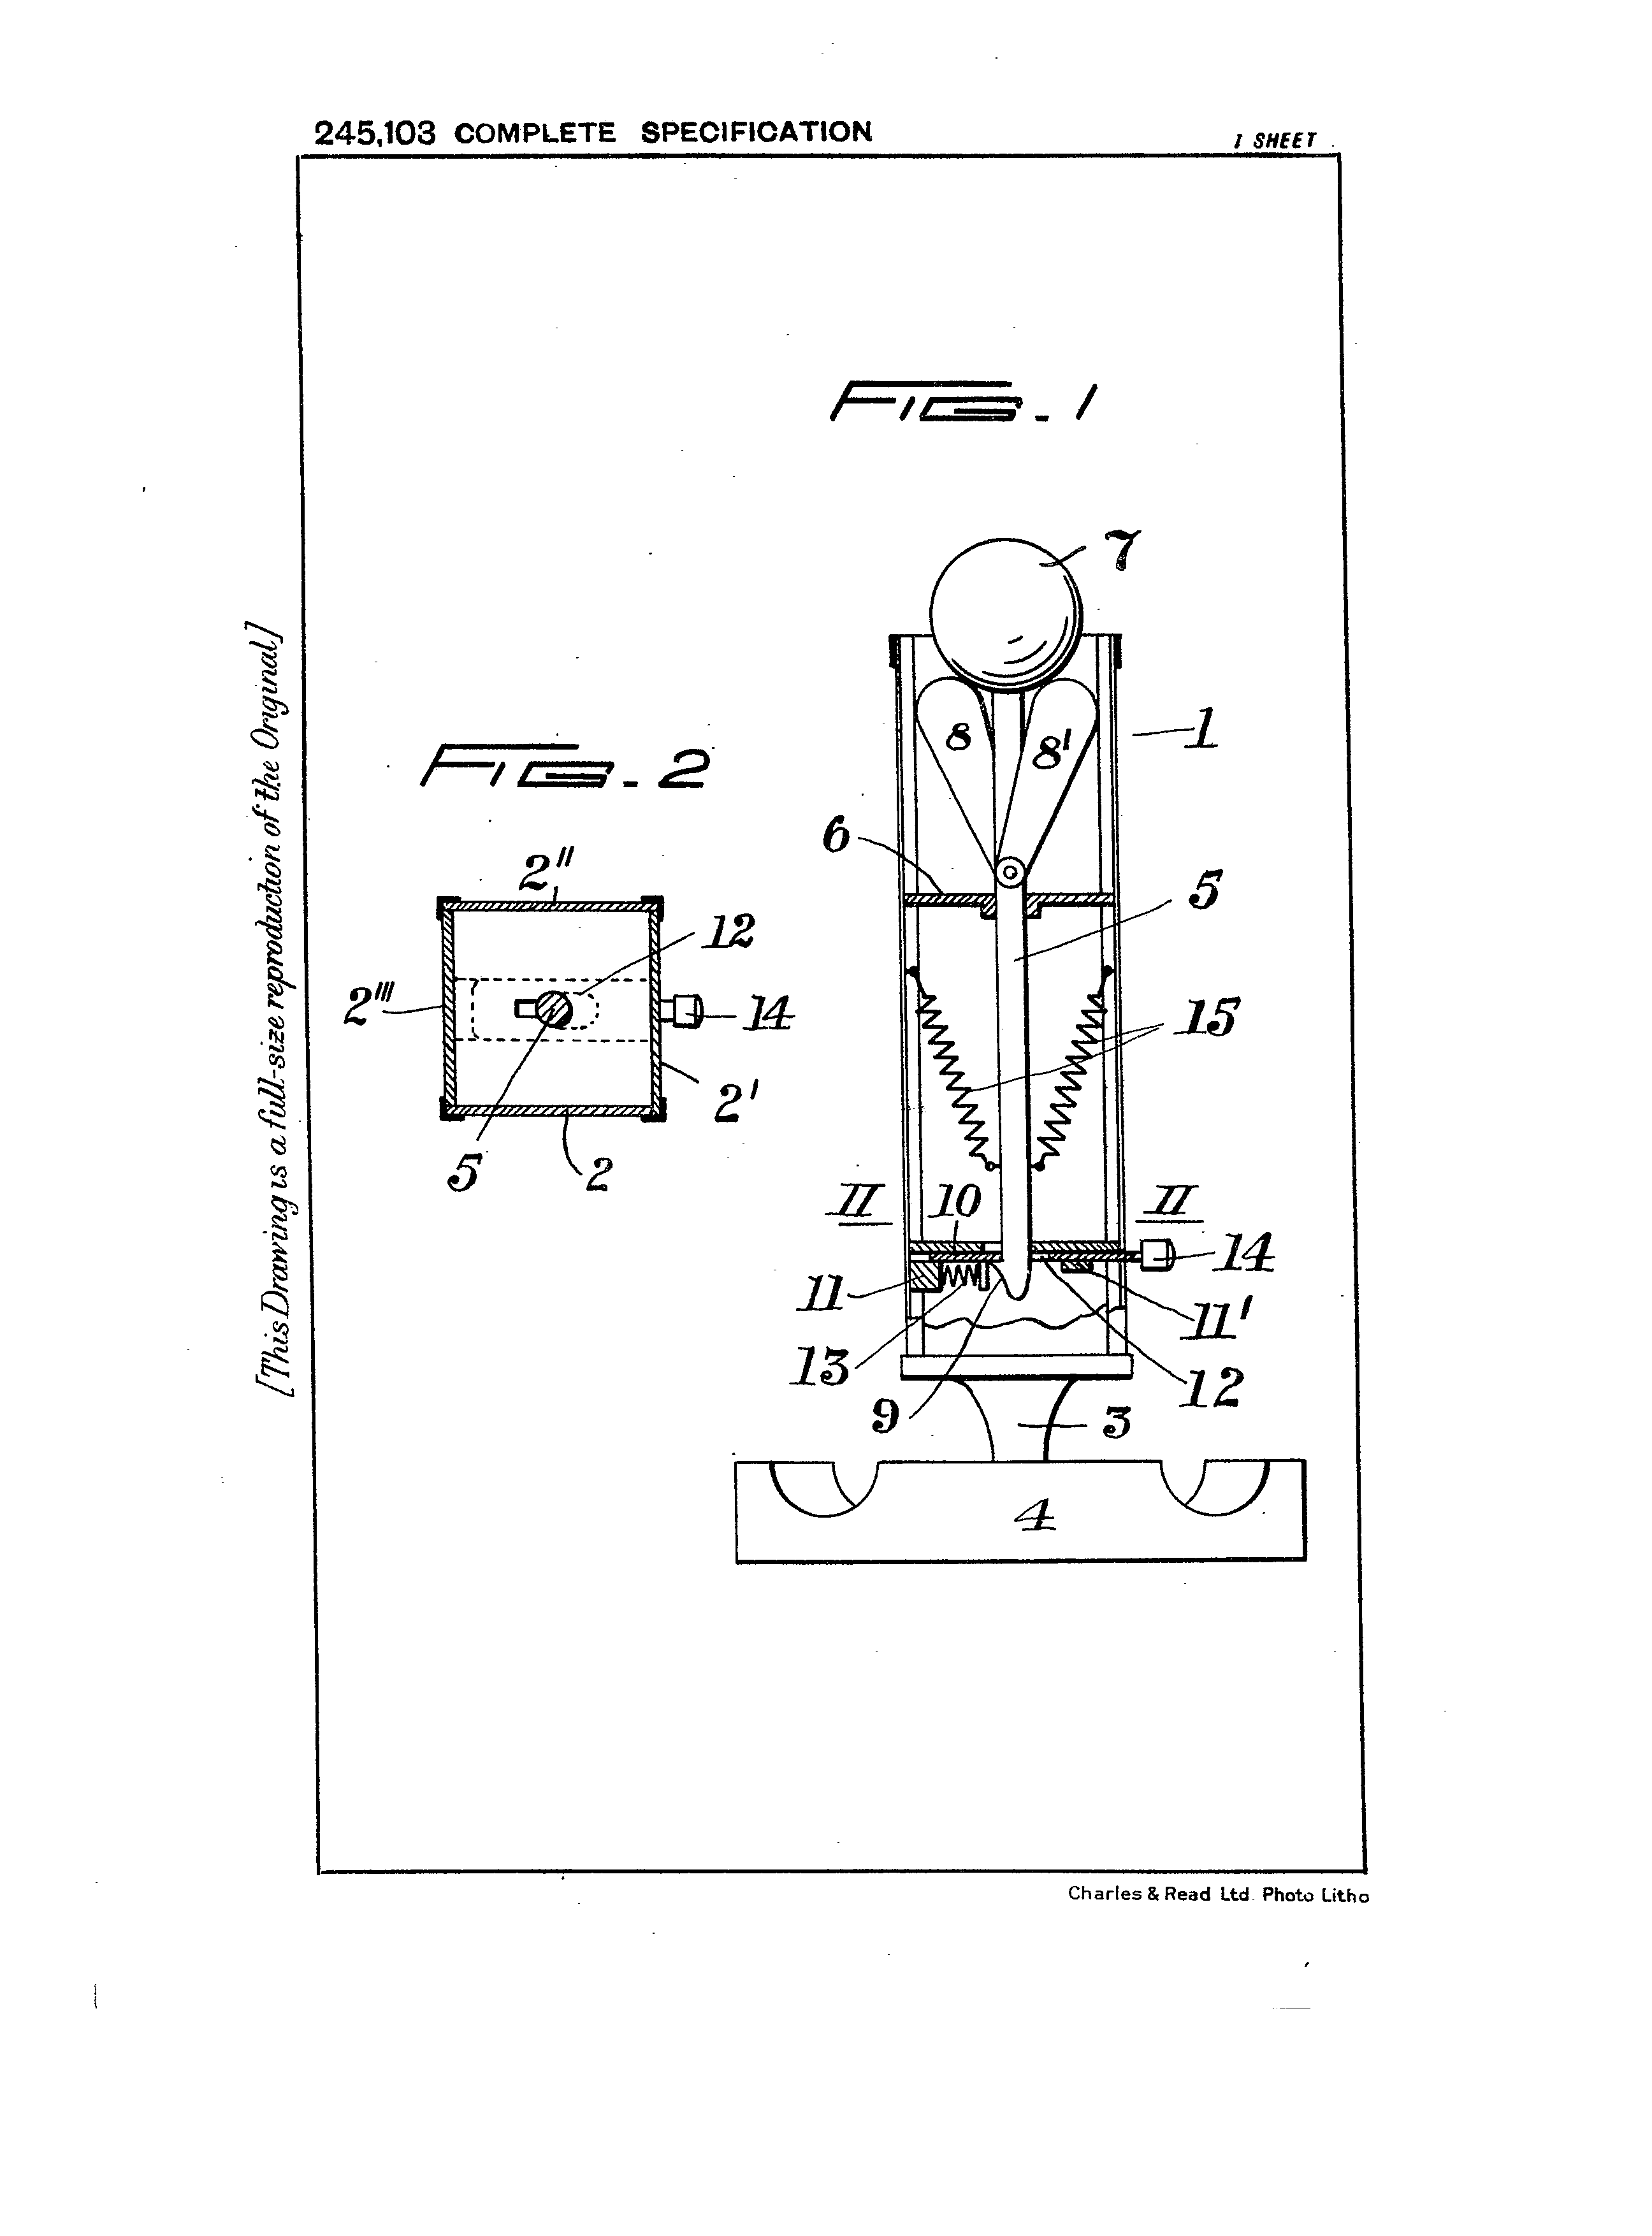 245,103 COMPLETE SPECIFICATION
1 SHEET
[This Drawing is a full-size reproduction of the Original]
FIG. 1
7
8
8'
1
6
5
15
II
10
II
14
11
11'
13
12
9
3
4
FIG. 2
2''
12
2'''
14
2'
5
2
Charles & Read Ltd. Photo Litho